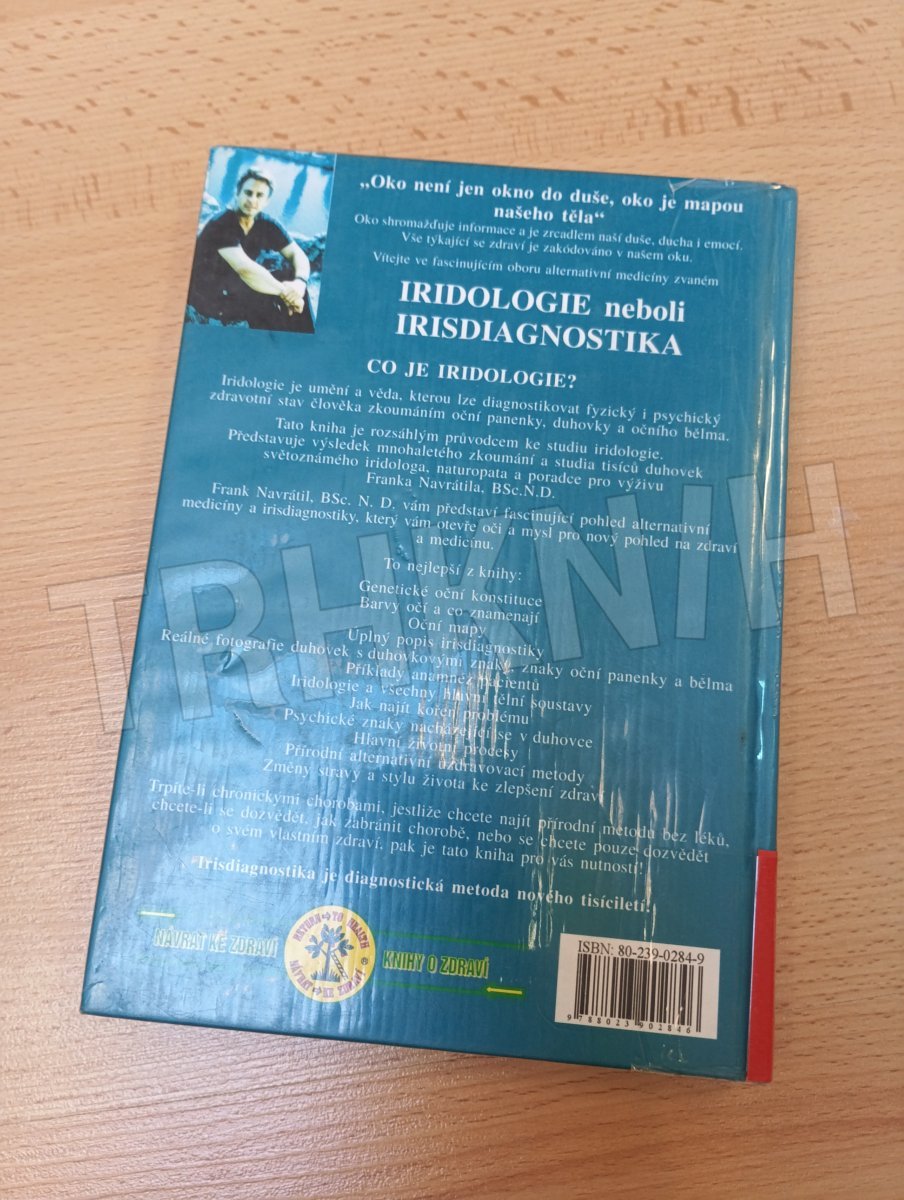 „Oko není jen okno do duše, oko je mapou
našeho těla“
Oko shromažďuje informace a je zrcadlem naší duše, ducha i emocí.
Vše týkající se zdraví je zakódováno v našem oku.
Vítejte ve fascinujícím oboru alternativní medicíny zvaném
IRIDOLOGIE neboli
IRISDIAGNOSTIKA
CO JE IRIDOLOGIE?
Iridologie je umění a věda, kterou lze diagnostikovat fyzický i psychický
zdravotní stav člověka zkoumáním oční panenky, duhovky a očního bělma.
Tato kniha je rozsáhlým průvodcem ke studiu iridologie.
Představuje výsledek mnohaletého zkoumání a studia tisíců duhovek
světoznámého iridologa, naturopata a poradce pro výživu
Franka Navrátila, BSc.N.D.
Frank Navrátil, BSc. N. D. vám představí fascinující pohled alternativní
medicíny a irisdiagnostiky, který vám otevře oči a mysl pro nový pohled na zdraví
a medicínu.
To nejlepší z knihy:
Genetické oční konstituce
Barvy očí a co znamenají
Oční mapy
Úplný popis irisdiagnostiky
Reálné fotografie duhovek s duhovkovými znaky, znaky oční panenky a bělma
Příklady anamnéz pacientů
Iridologie a všechny hlavní tělní soustavy
Jak najít kořen problému
Psychické znaky nacházející se v duhovce
Hlavní životní procesy
Přírodní alternativní uzdravovací metody
Změny stravy a stylu života ke zlepšení zdraví
Trpíte-li chronickými chorobami, jestliže chcete najít přírodní metodu bez léků,
chcete-li se dozvědět, jak zabránit chorobě, nebo se chcete pouze dozvědět
o svém vlastním zdraví, pak je tato kniha pro vás nutností!
Irisdiagnostika je diagnostická metoda nového tisíciletí!
NÁVRAT KE ZDRAVÍ
RETURN TO HEALTH
NÁVRAT KE ZDRAVÍ ©
KNIHY O ZDRAVÍ
ISBN: 80-239-0284-9
9 788023 902846
TRHKNIH